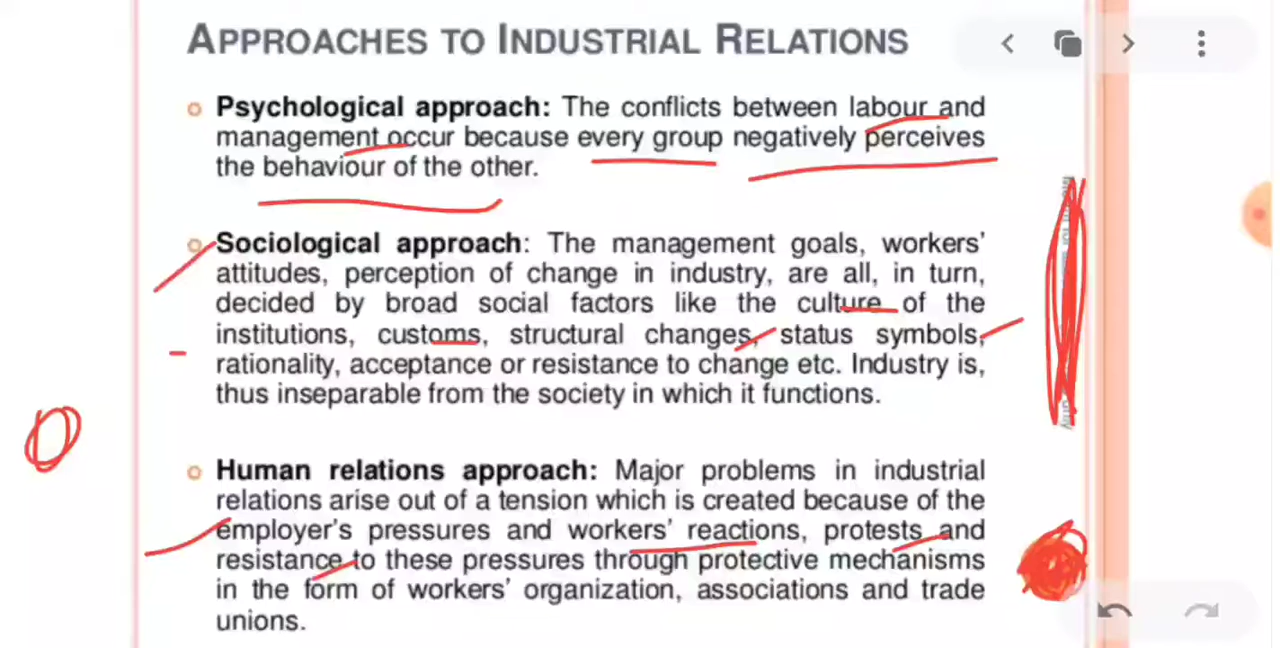 APPROACHES TO INDUSTRIAL RELATIONS
Psychological approach: The conflicts between labour and
management occur because every group negatively perceives
the behaviour of the other.
Sociological approach: The management goals, workers'
attitudes, perception of change in industry, are all, in turn,
decided by broad social factors like the culture of the
institutions, customs, structural changes, status symbols,
rationality, acceptance or resistance to change etc. Industry is,
thus inseparable from the society in which it functions.
Human relations approach: Major problems in industrial
relations arise out of a tension which is created because of the
employer's pressures and workers' reactions, protests and
resistance to these pressures through protective mechanisms
in the form of workers' organization, associations and trade
unions.